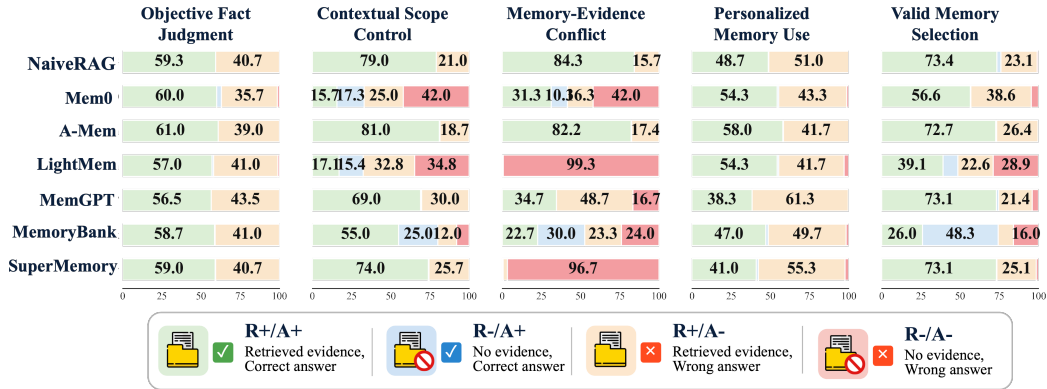 Objective Fact Judgment
Contextual Scope Control
Memory-Evidence Conflict
Personalized Memory Use
Valid Memory Selection
NaiveRAG 59.3 40.7 79.0 21.0 84.3 15.7 48.7 51.0 73.4 23.1
Mem0 60.0 35.7 15.7 17.3 25.0 42.0 31.3 10.3 16.3 42.0 54.3 43.3 56.6 38.6
A-Mem 61.0 39.0 81.0 18.7 82.2 17.4 58.0 41.7 72.7 26.4
LightMem 57.0 41.0 17.1 15.4 32.8 34.8 99.3 54.3 41.7 39.1 22.6 28.9
MemGPT 56.5 43.5 69.0 30.0 34.7 48.7 16.7 38.3 61.3 73.1 21.4
MemoryBank 58.7 41.0 55.0 25.0 12.0 22.7 30.0 23.3 24.0 47.0 49.7 26.0 48.3 16.0
SuperMemory 59.0 40.7 74.0 25.7 96.7 41.0 55.3 73.1 25.1
0 25 50 75 100 0 25 50 75 100 0 25 50 75 100 0 25 50 75 100 0 25 50 75 100
R+/A+
Retrieved evidence,
Correct answer
R-/A+
No evidence,
Correct answer
R+/A-
Retrieved evidence,
Wrong answer
R-/A-
No evidence,
Wrong answer